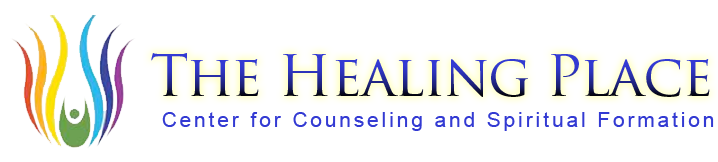 The Healing Place
Center for Counseling and Spiritual Formation